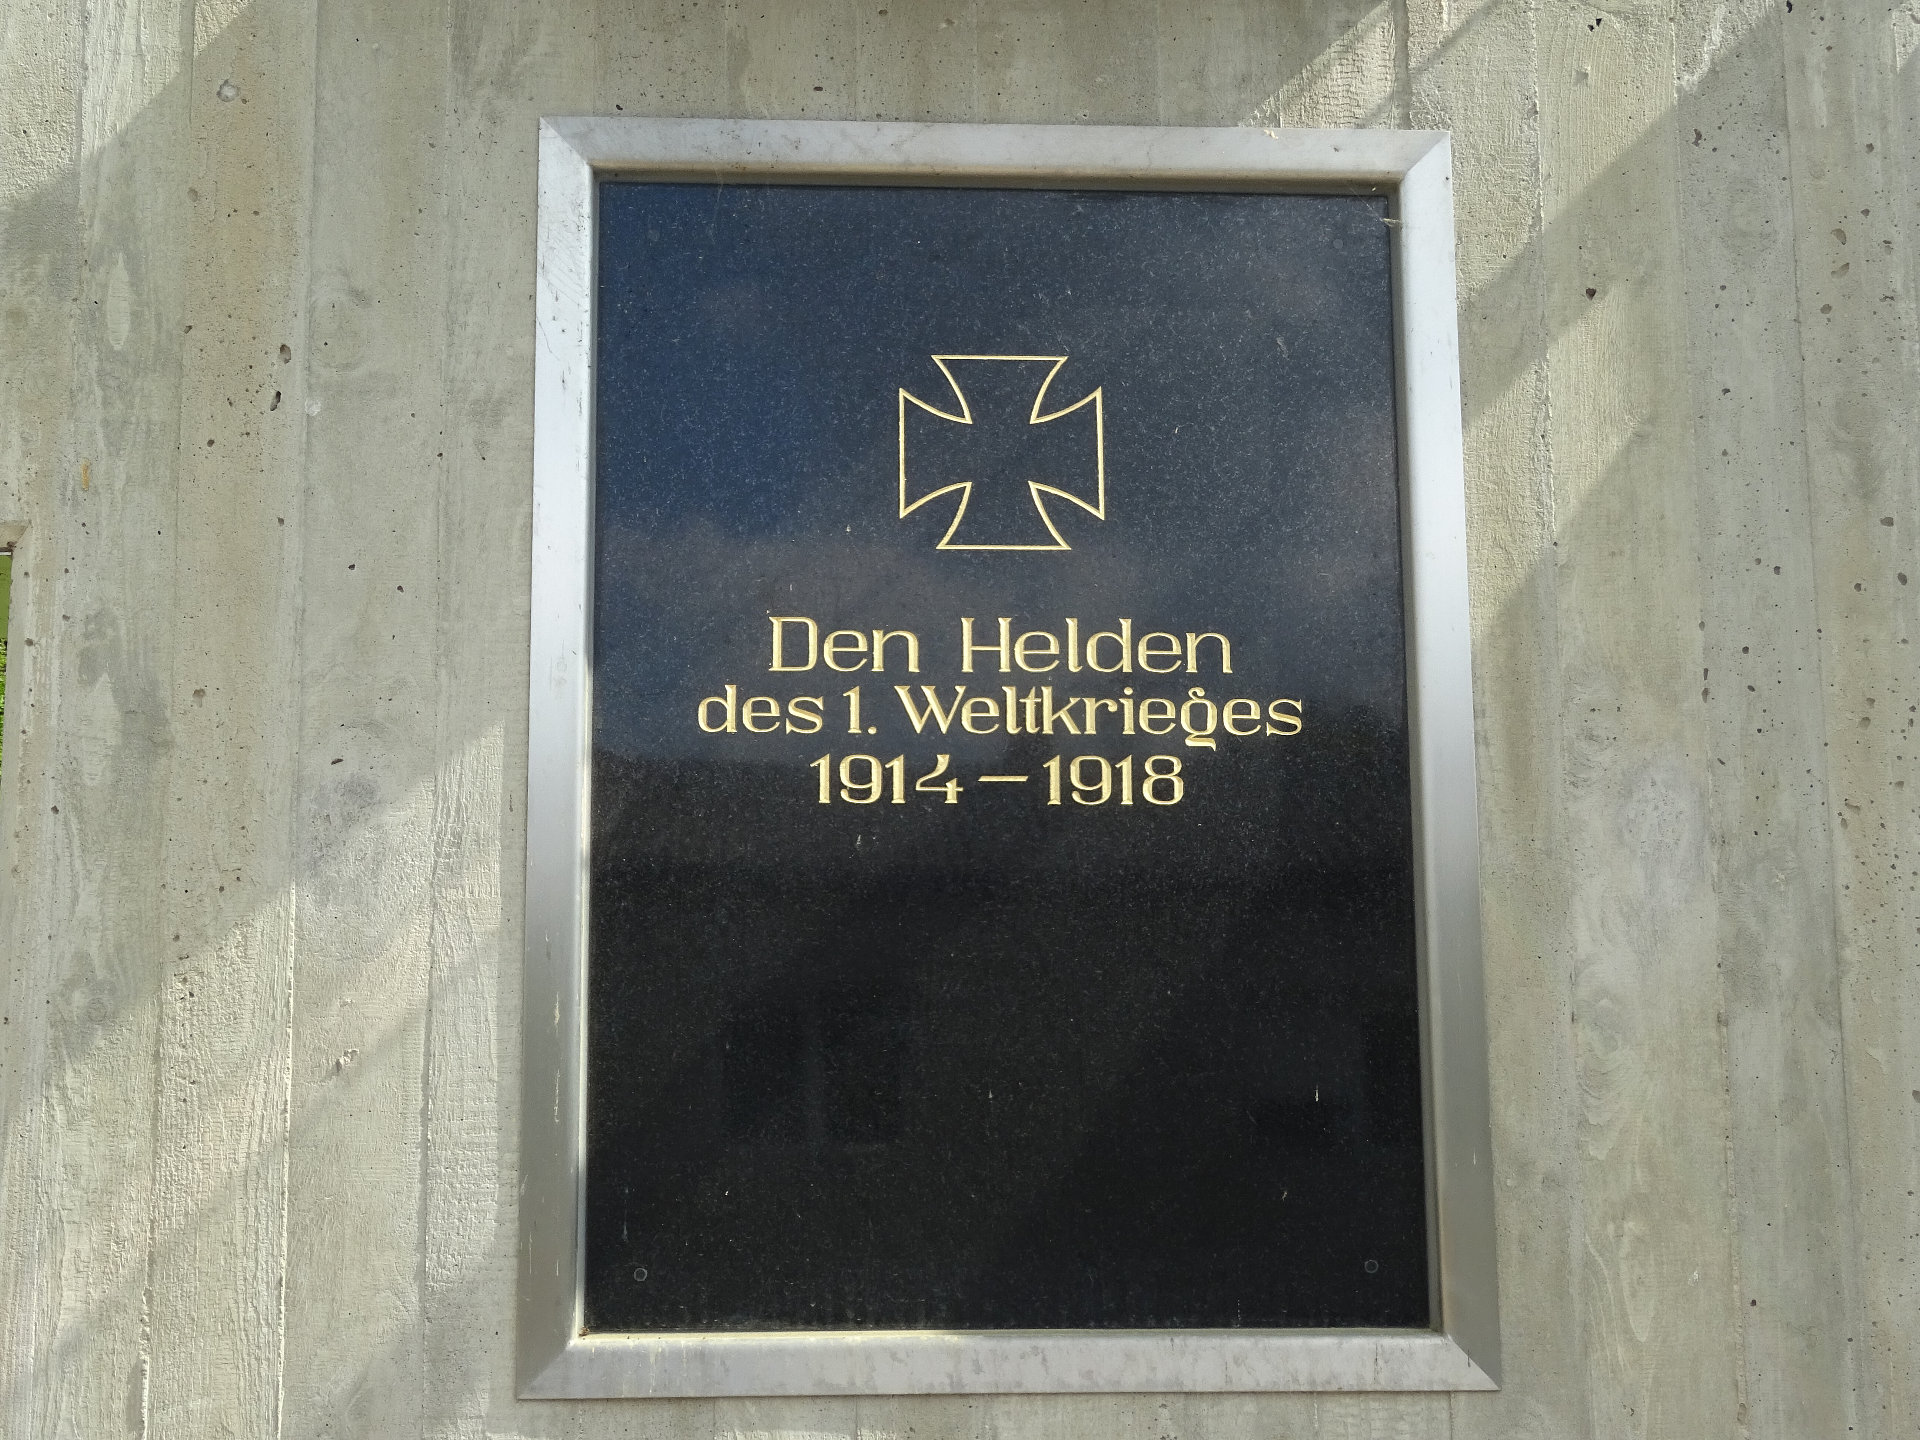 Den Helden
des 1. Weltkrieges
1914 – 1918